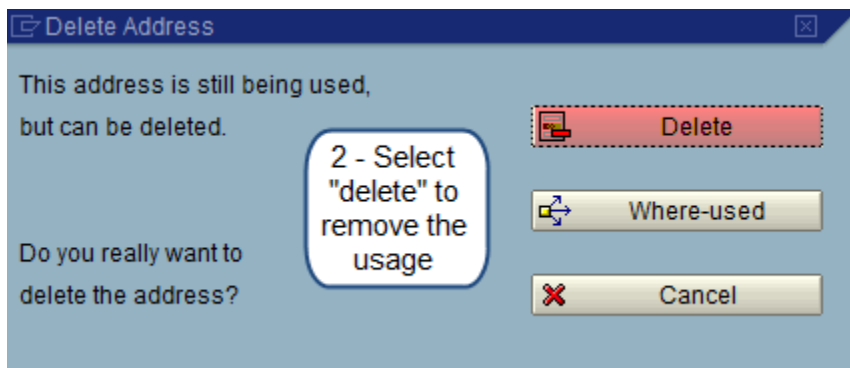 Delete Address
This address is still being used,
but can be deleted.
Delete
2 - Select
"delete" to
remove the
usage
Where-used
Do you really want to
delete the address?
Cancel